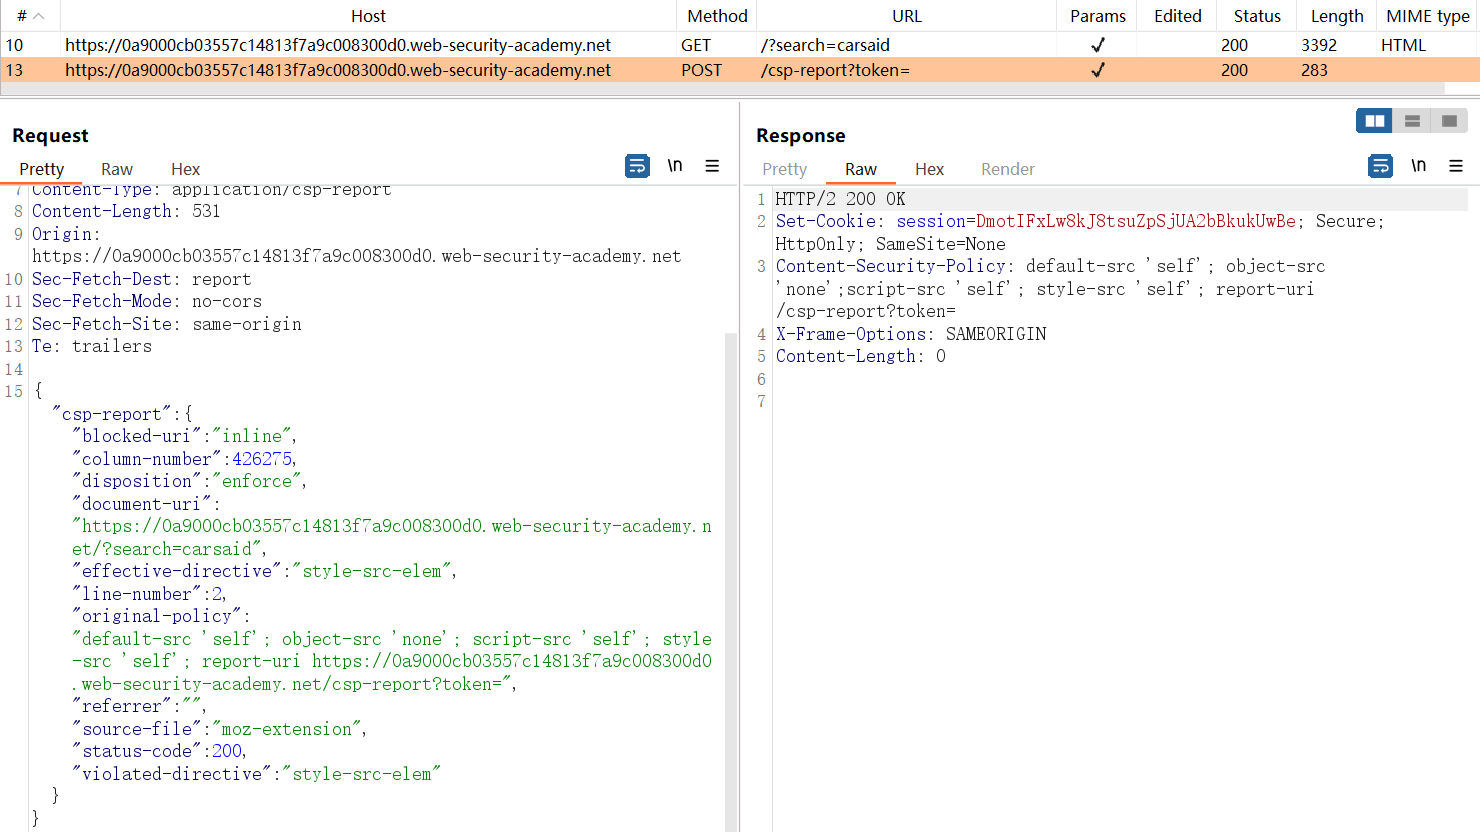 # Host Method URL Params Edited Status Length MIME type
10 https://0a9000cb03557c14813f7a9c008300d0.web-security-academy.net GET /?search=carsaid ✓ 200 3392 HTML
13 https://0a9000cb03557c14813f7a9c008300d0.web-security-academy.net POST /csp-report?token= ✓ 200 283
Request
Pretty Raw Hex
\n
7 Content-Type: application/csp-report
8 Content-Length: 531
9 Origin:
https://0a9000cb03557c14813f7a9c008300d0.web-security-academy.net
10 Sec-Fetch-Dest: report
11 Sec-Fetch-Mode: no-cors
12 Sec-Fetch-Site: same-origin
13 Te: trailers
14
15 {
"csp-report":{
"blocked-uri":"inline",
"column-number":426275,
"disposition":"enforce",
"document-uri":
"https://0a9000cb03557c14813f7a9c008300d0.web-security-academy.n
et/?search=carsaid",
"effective-directive":"style-src-elem",
"line-number":2,
"original-policy":
"default-src 'self'; object-src 'none'; script-src 'self'; style
-src 'self'; report-uri https://0a9000cb03557c14813f7a9c008300d0
.web-security-academy.net/csp-report?token=",
"referrer":"",
"source-file":"moz-extension",
"status-code":200,
"violated-directive":"style-src-elem"
}
}
Response
Pretty Raw Hex Render
\n
1 HTTP/2 200 OK
2 Set-Cookie: session=DmotIFxLw8kJ8tsuZpSjUA2bBkukUwBe; Secure;
HttpOnly; SameSite=None
3 Content-Security-Policy: default-src 'self'; object-src
'none';script-src 'self'; style-src 'self'; report-uri
/csp-report?token=
4 X-Frame-Options: SAMEORIGIN
5 Content-Length: 0
6
7